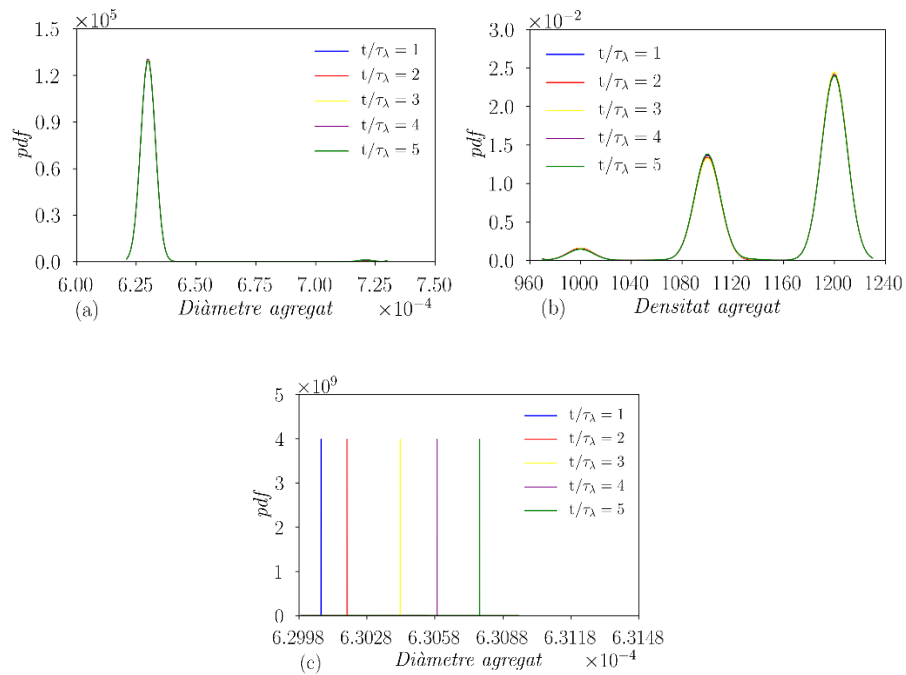 ×10⁵
1.5
1.2
0.9
0.6
0.3
0.0
pdf
t/τλ = 1
t/τλ = 2
t/τλ = 3
t/τλ = 4
t/τλ = 5
6.00 6.25 6.50 6.75 7.00 7.25 7.50
(a) Diàmetre agregat ×10⁻⁴
×10⁻²
3.0
2.5
2.0
1.5
1.0
0.5
0.0
pdf
t/τλ = 1
t/τλ = 2
t/τλ = 3
t/τλ = 4
t/τλ = 5
960 1000 1040 1080 1120 1160 1200 1240
(b) Densitat agregat
×10⁹
5
4
3
2
1
0
pdf
t/τλ = 1
t/τλ = 2
t/τλ = 3
t/τλ = 4
t/τλ = 5
6.2998 6.3028 6.3058 6.3088 6.3118 6.3148
(c) Diàmetre agregat ×10⁻⁴